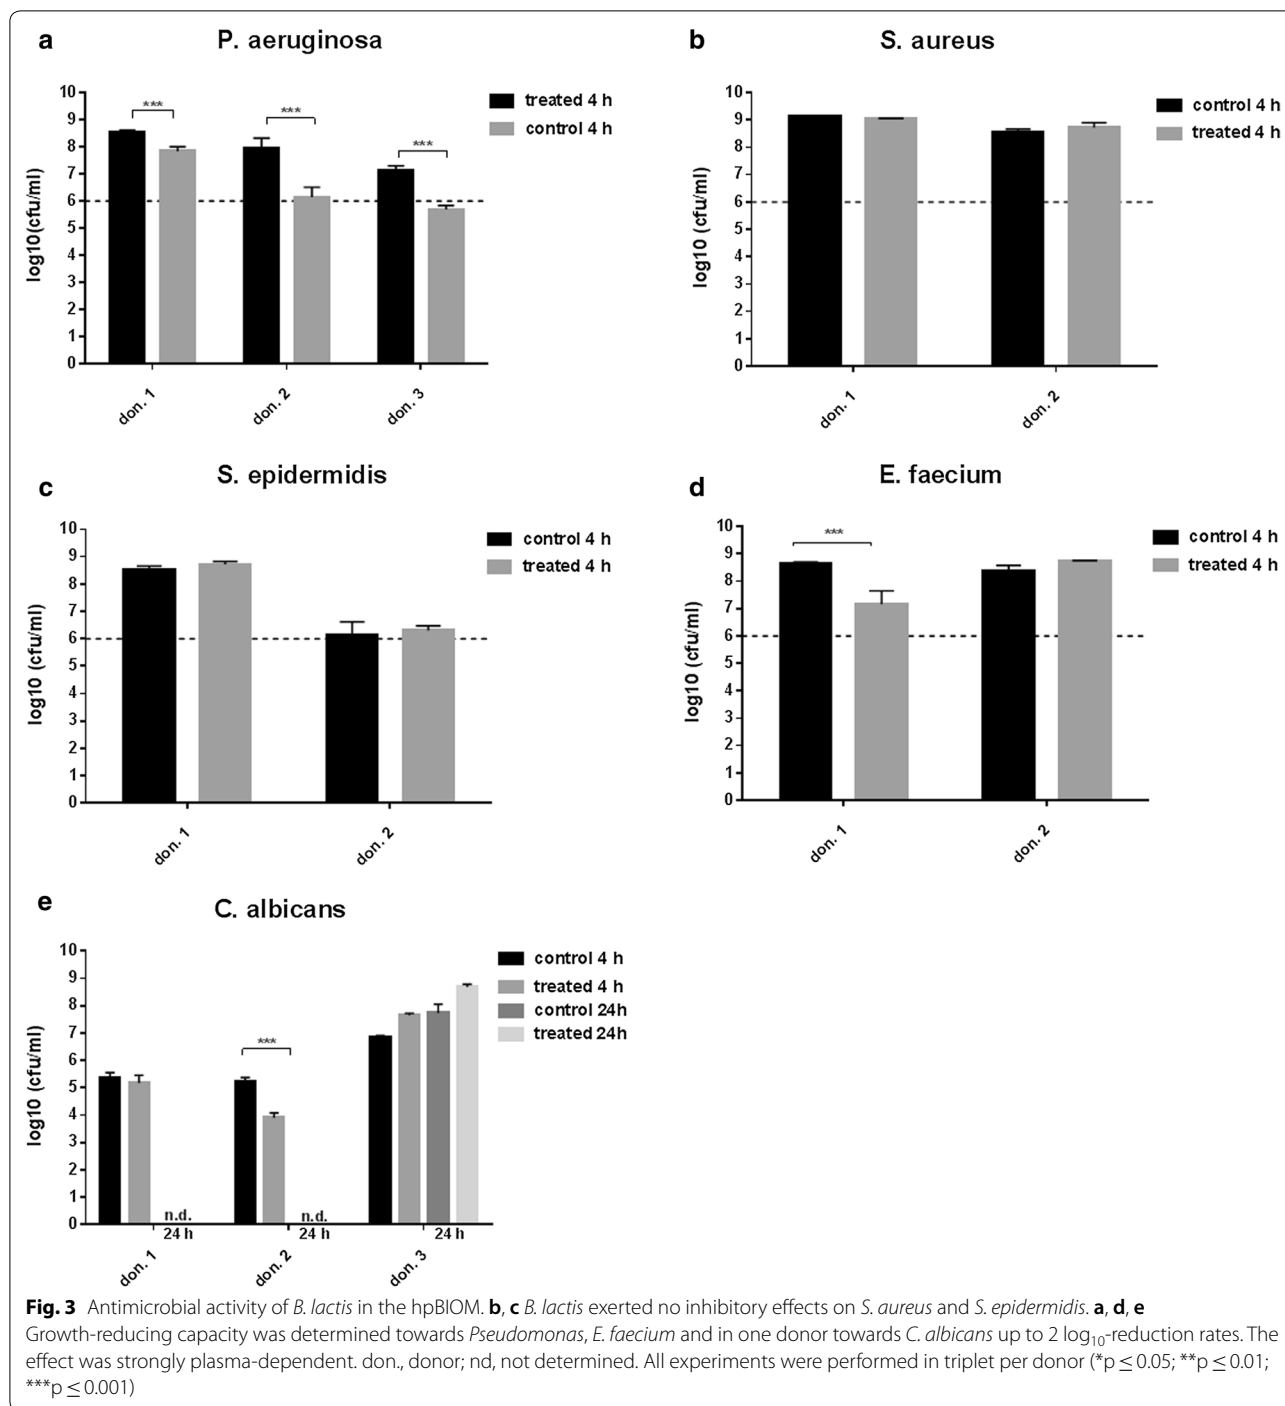 a
P. aeruginosa
log10(cfu/ml)
10
9
8
7
6
5
4
3
2
1
0
***
***
***
treated 4 h
control 4 h
don. 1
don. 2
don. 3
b
S. aureus
log10 (cfu/ml)
10
9
8
7
6
5
4
3
2
1
0
control 4 h
treated 4 h
don. 1
don. 2
c
S. epidermidis
log10 (cfu/ml)
10
9
8
7
6
5
4
3
2
1
0
control 4 h
treated 4 h
don. 1
don. 2
d
E. faecium
log10 (cfu/ml)
10
9
8
7
6
5
4
3
2
1
0
***
control 4 h
treated 4 h
don. 1
don. 2
e
C. albicans
log10 (cfu/ml)
10
9
8
7
6
5
4
3
2
1
0
***
n.d.
n.d.
24 h
24 h
24 h
control 4 h
treated 4 h
control 24h
treated 24h
don. 1
don. 2
don. 3
Fig. 3 Antimicrobial activity of B. lactis in the hpBIOM. b, c B. lactis exerted no inhibitory effects on S. aureus and S. epidermidis. a, d, e
Growth-reducing capacity was determined towards Pseudomonas, E. faecium and in one donor towards C. albicans up to 2 log10-reduction rates. The
effect was strongly plasma-dependent. don., donor; nd, not determined. All experiments were performed in triplet per donor (*p ≤ 0.05; **p ≤ 0.01;
***p ≤ 0.001)